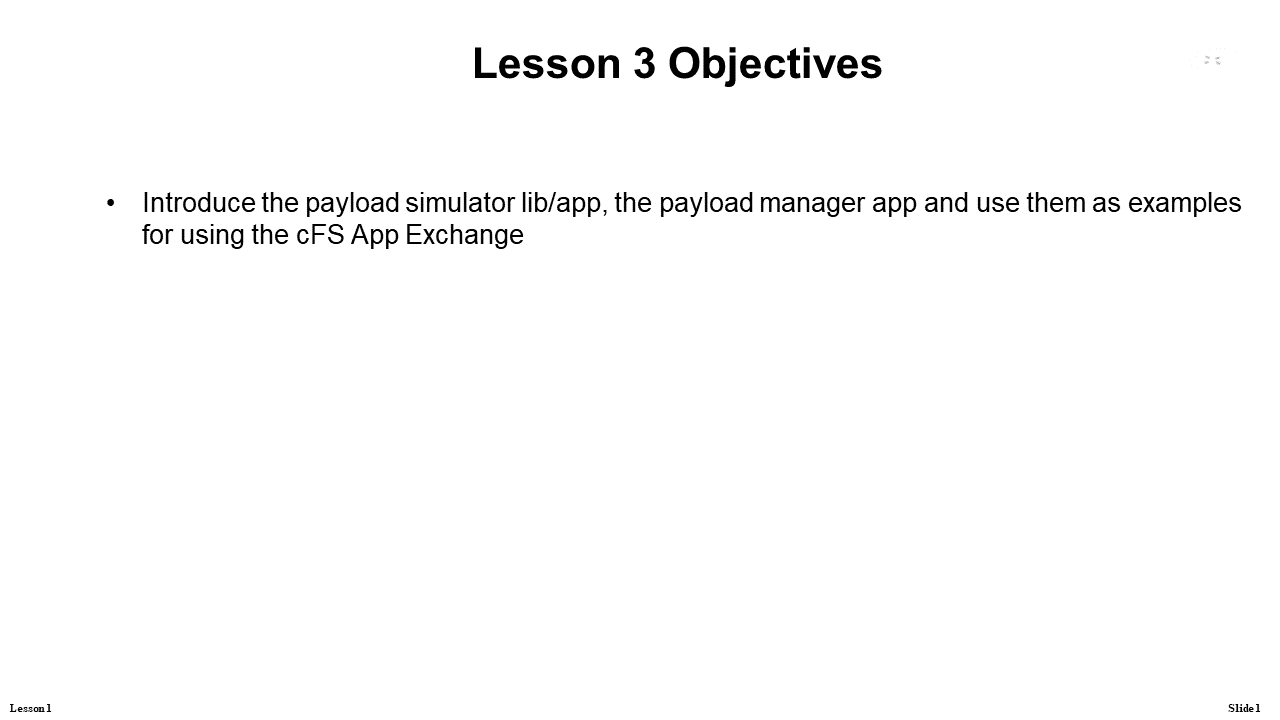 Lesson 3 Objectives
• Introduce the payload simulator lib/app, the payload manager app and use them as examples
for using the cFS App Exchange
Lesson 1
Slide 1